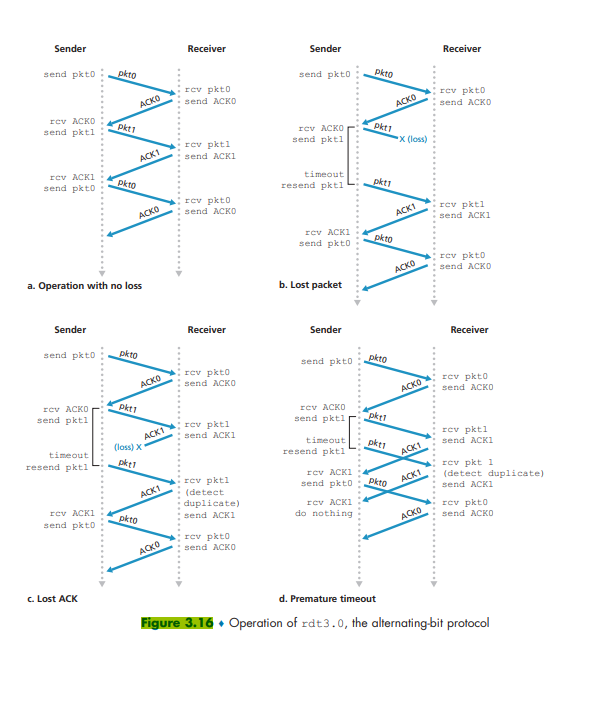 Sender
Receiver
send pkt0
pkt0
rcv pkt0
send ACK0
ACK0
rcv ACK0
send pkt1
pkt1
rcv pkt1
send ACK1
ACK1
rcv ACK1
send pkt0
pkt0
rcv pkt0
send ACK0
ACK0
a. Operation with no loss
Sender
Receiver
send pkt0
pkt0
rcv pkt0
send ACK0
ACK0
rcv ACK0
send pkt1
pkt1
X (loss)
timeout
resend pkt1
pkt1
rcv pkt1
send ACK1
ACK1
rcv ACK1
send pkt0
pkt0
rcv pkt0
send ACK0
ACK0
b. Lost packet
Sender
Receiver
send pkt0
pkt0
rcv pkt0
send ACK0
ACK0
rcv ACK0
send pkt1
pkt1
rcv pkt1
send ACK1
ACK1
(loss) X
timeout
resend pkt1
pkt1
rcv pkt1
(detect
duplicate)
send ACK1
ACK1
rcv ACK1
send pkt0
pkt0
rcv pkt0
send ACK0
ACK0
c. Lost ACK
Sender
Receiver
send pkt0
pkt0
rcv pkt0
send ACK0
ACK0
rcv ACK0
send pkt1
pkt1
rcv pkt1
send ACK1
timeout
resend pkt1
pkt1
ACK1
rcv pkt 1
(detect duplicate)
send ACK1
rcv ACK1
send pkt0
pkt0
ACK1
rcv pkt0
send ACK0
rcv ACK1
do nothing
ACK0
d. Premature timeout
Figure 3.16 ♦ Operation of rdt3.0, the alternating-bit protocol